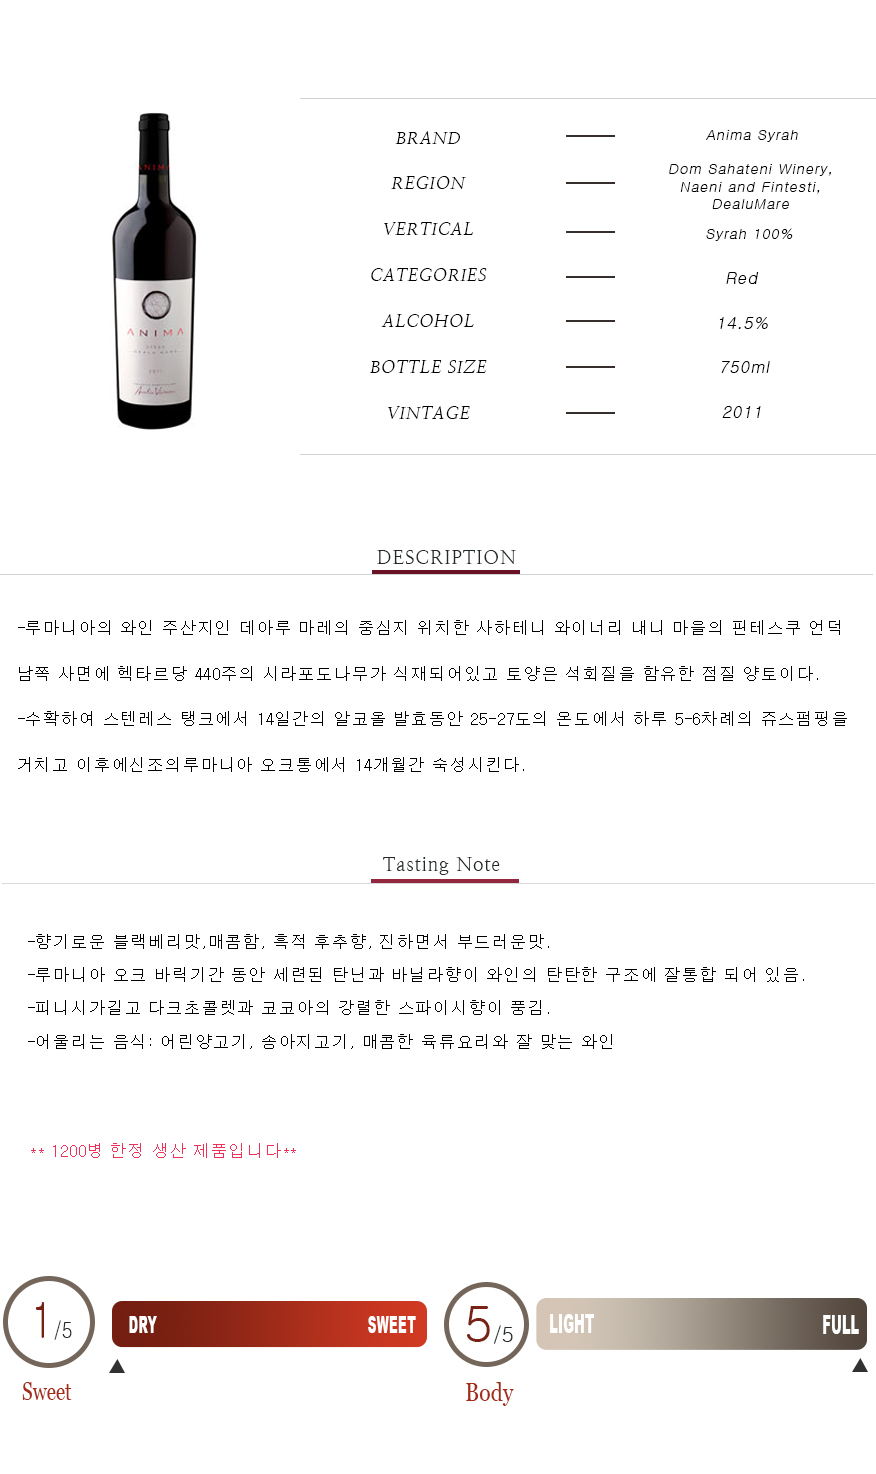 ANIMA
ANIMA
2011
BRAND
Anima Syrah
REGION
Dom Sahateni Winery,
Naeni and Fintesti,
DealuMare
VERTICAL
Syrah 100%
CATEGORIES
Red
ALCOHOL
14.5%
BOTTLE SIZE
750ml
VINTAGE
2011
DESCRIPTION
-루마니아의 와인 주산지인 데아루 마레의 중심지 위치한 사하테니 와이너리 내니 마을의 핀테스쿠 언덕
남쪽 사면에 헥타르당 440주의 시라포도나무가 식재되어있고 토양은 석회질을 함유한 점질 양토이다.
-수확하여 스텐레스 탱크에서 14일간의 알코올 발효동안 25-27도의 온도에서 하루 5-6차례의 쥬스펌핑을
거치고 이후에신조의루마니아 오크통에서 14개월간 숙성시킨다.
Tasting Note
-향기로운 블랙베리맛,매콤함, 흑적 후추향, 진하면서 부드러운맛.
-루마니아 오크 바릭기간 동안 세련된 탄닌과 바닐라향이 와인의 탄탄한 구조에 잘통합 되어 있음.
-피니시가길고 다크초콜렛과 코코아의 강렬한 스파이시향이 풍김.
-어울리는 음식: 어린양고기, 송아지고기, 매콤한 육류요리와 잘 맞는 와인
** 1200병 한정 생산 제품입니다**
1/5
DRY
SWEET
Sweet
5/5
LIGHT
FULL
Body